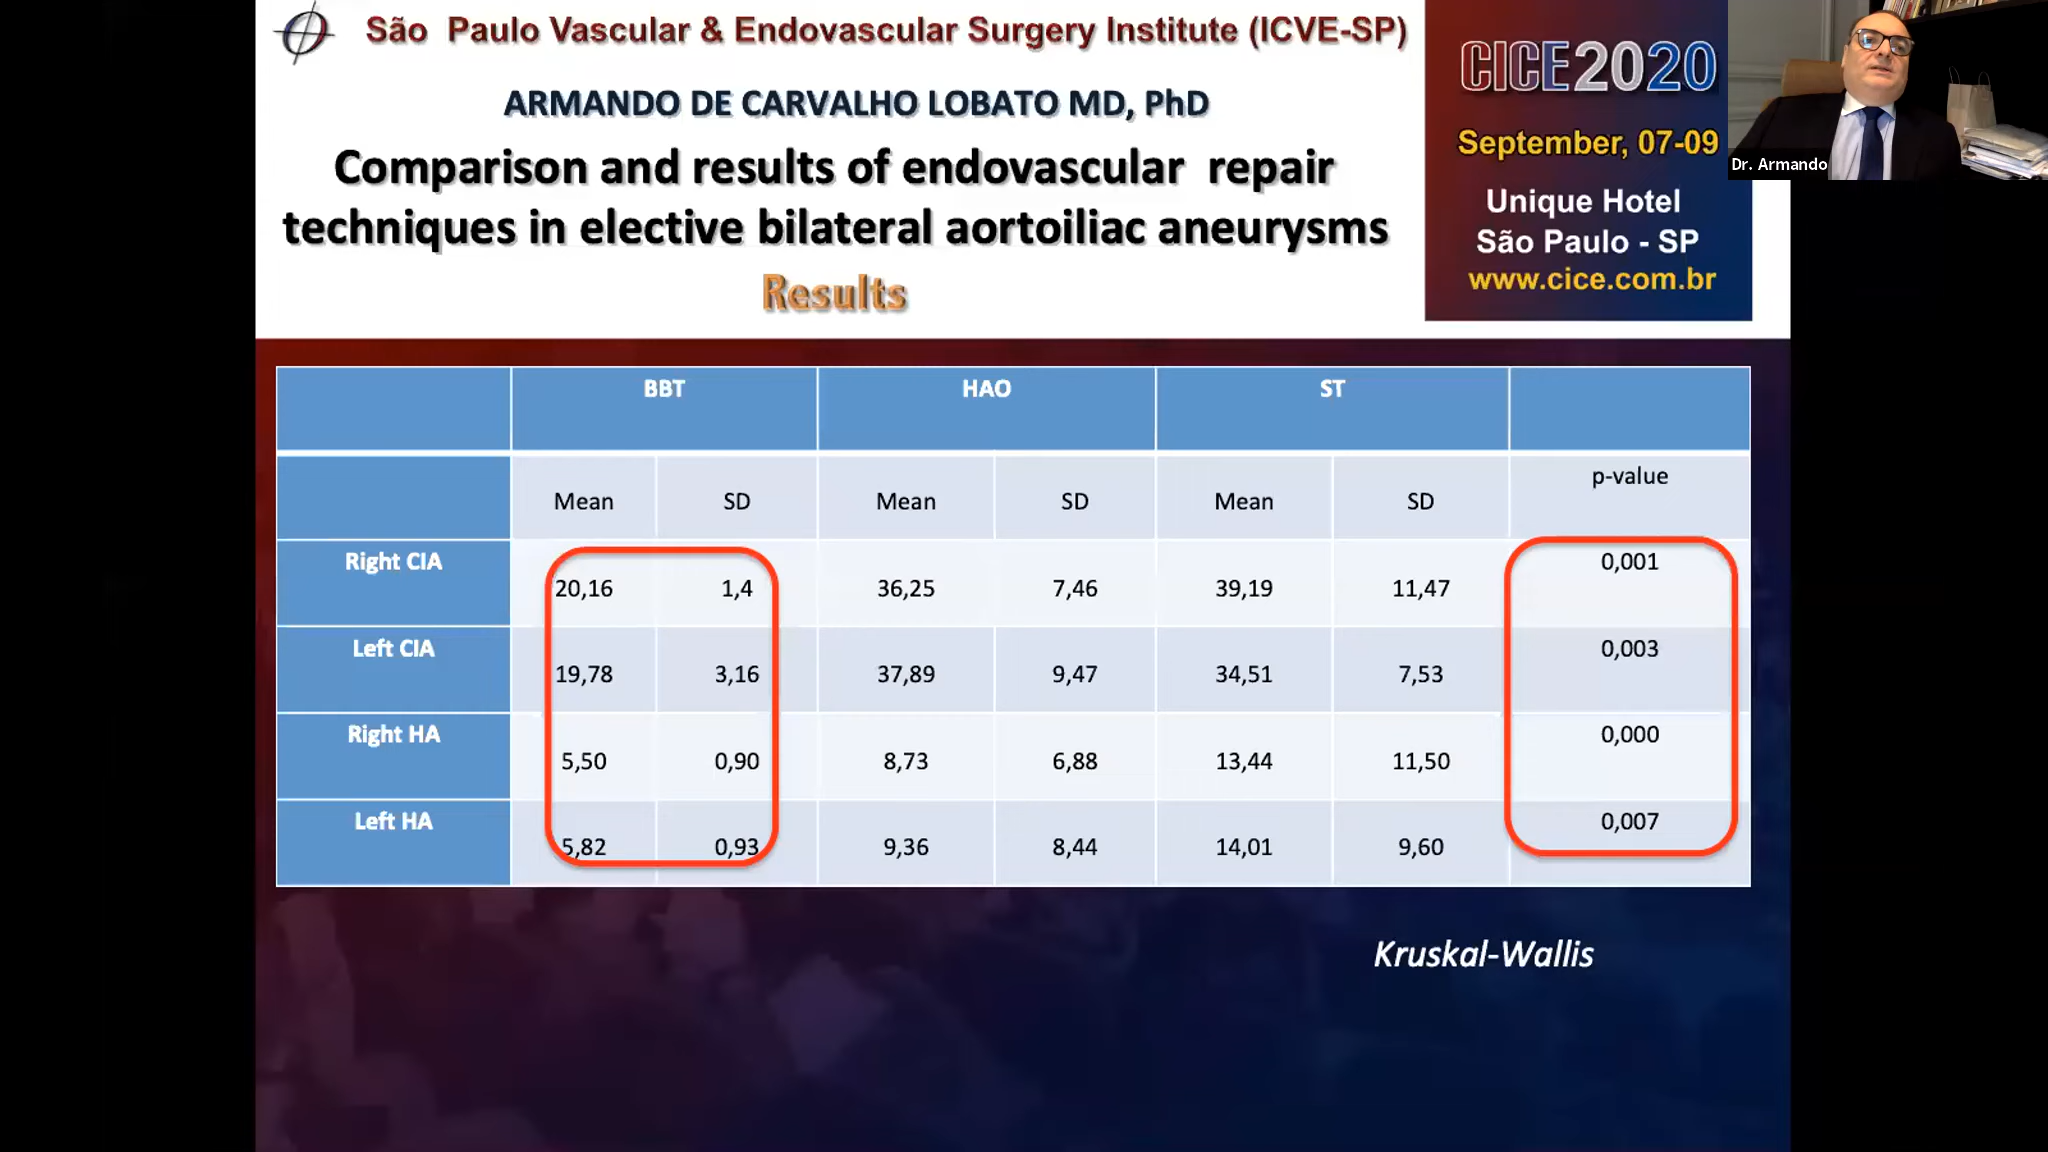 São Paulo Vascular & Endovascular Surgery Institute (ICVE-SP)
ARMANDO DE CARVALHO LOBATO MD, PhD
Comparison and results of endovascular repair
techniques in elective bilateral aortoiliac aneurysms
Results
CICE2020
September, 07-09
Unique Hotel
São Paulo - SP
www.cice.com.br
Dr. Armando
BBT HAO ST
Mean SD Mean SD Mean SD p-value
Right CIA 20,16 1,4 36,25 7,46 39,19 11,47 0,001
Left CIA 19,78 3,16 37,89 9,47 34,51 7,53 0,003
Right HA 5,50 0,90 8,73 6,88 13,44 11,50 0,000
Left HA 5,82 0,93 9,36 8,44 14,01 9,60 0,007
Kruskal-Wallis